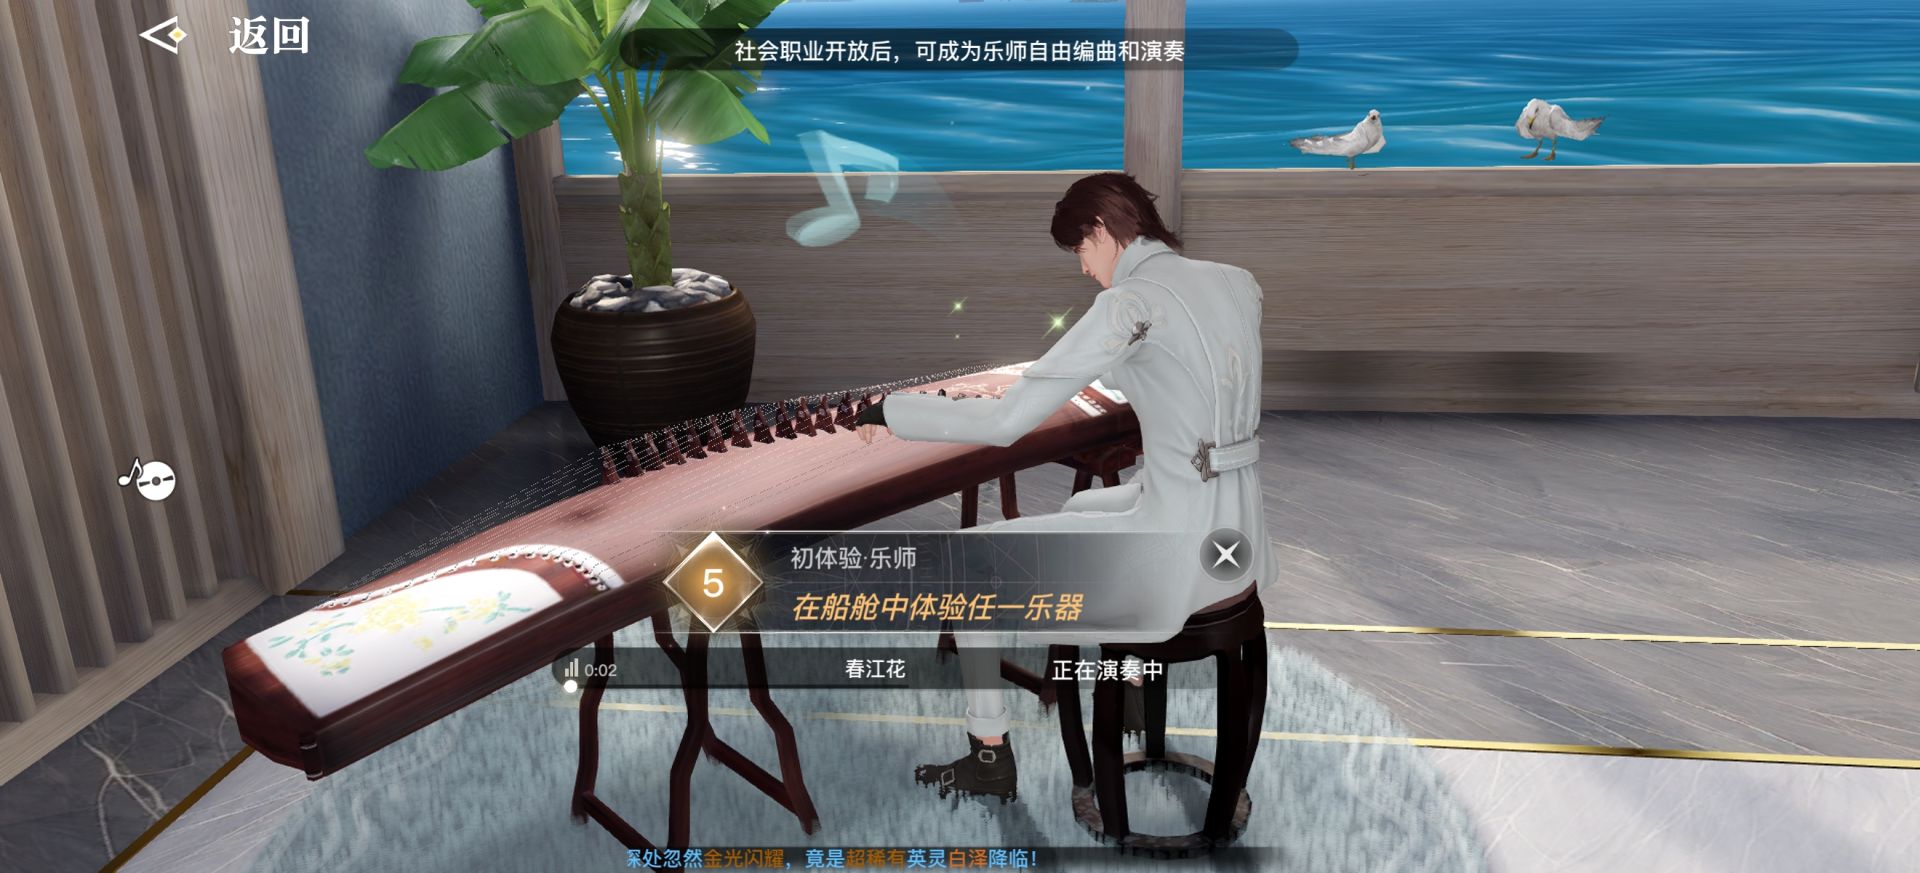 返回
社会职业开放后，可成为乐师自由编曲和演奏
5
初体验·乐师
在船舱中体验任一乐器
0:02
春江花
正在演奏中
深处忽然金光闪耀，竟是超稀有英灵白泽降临！